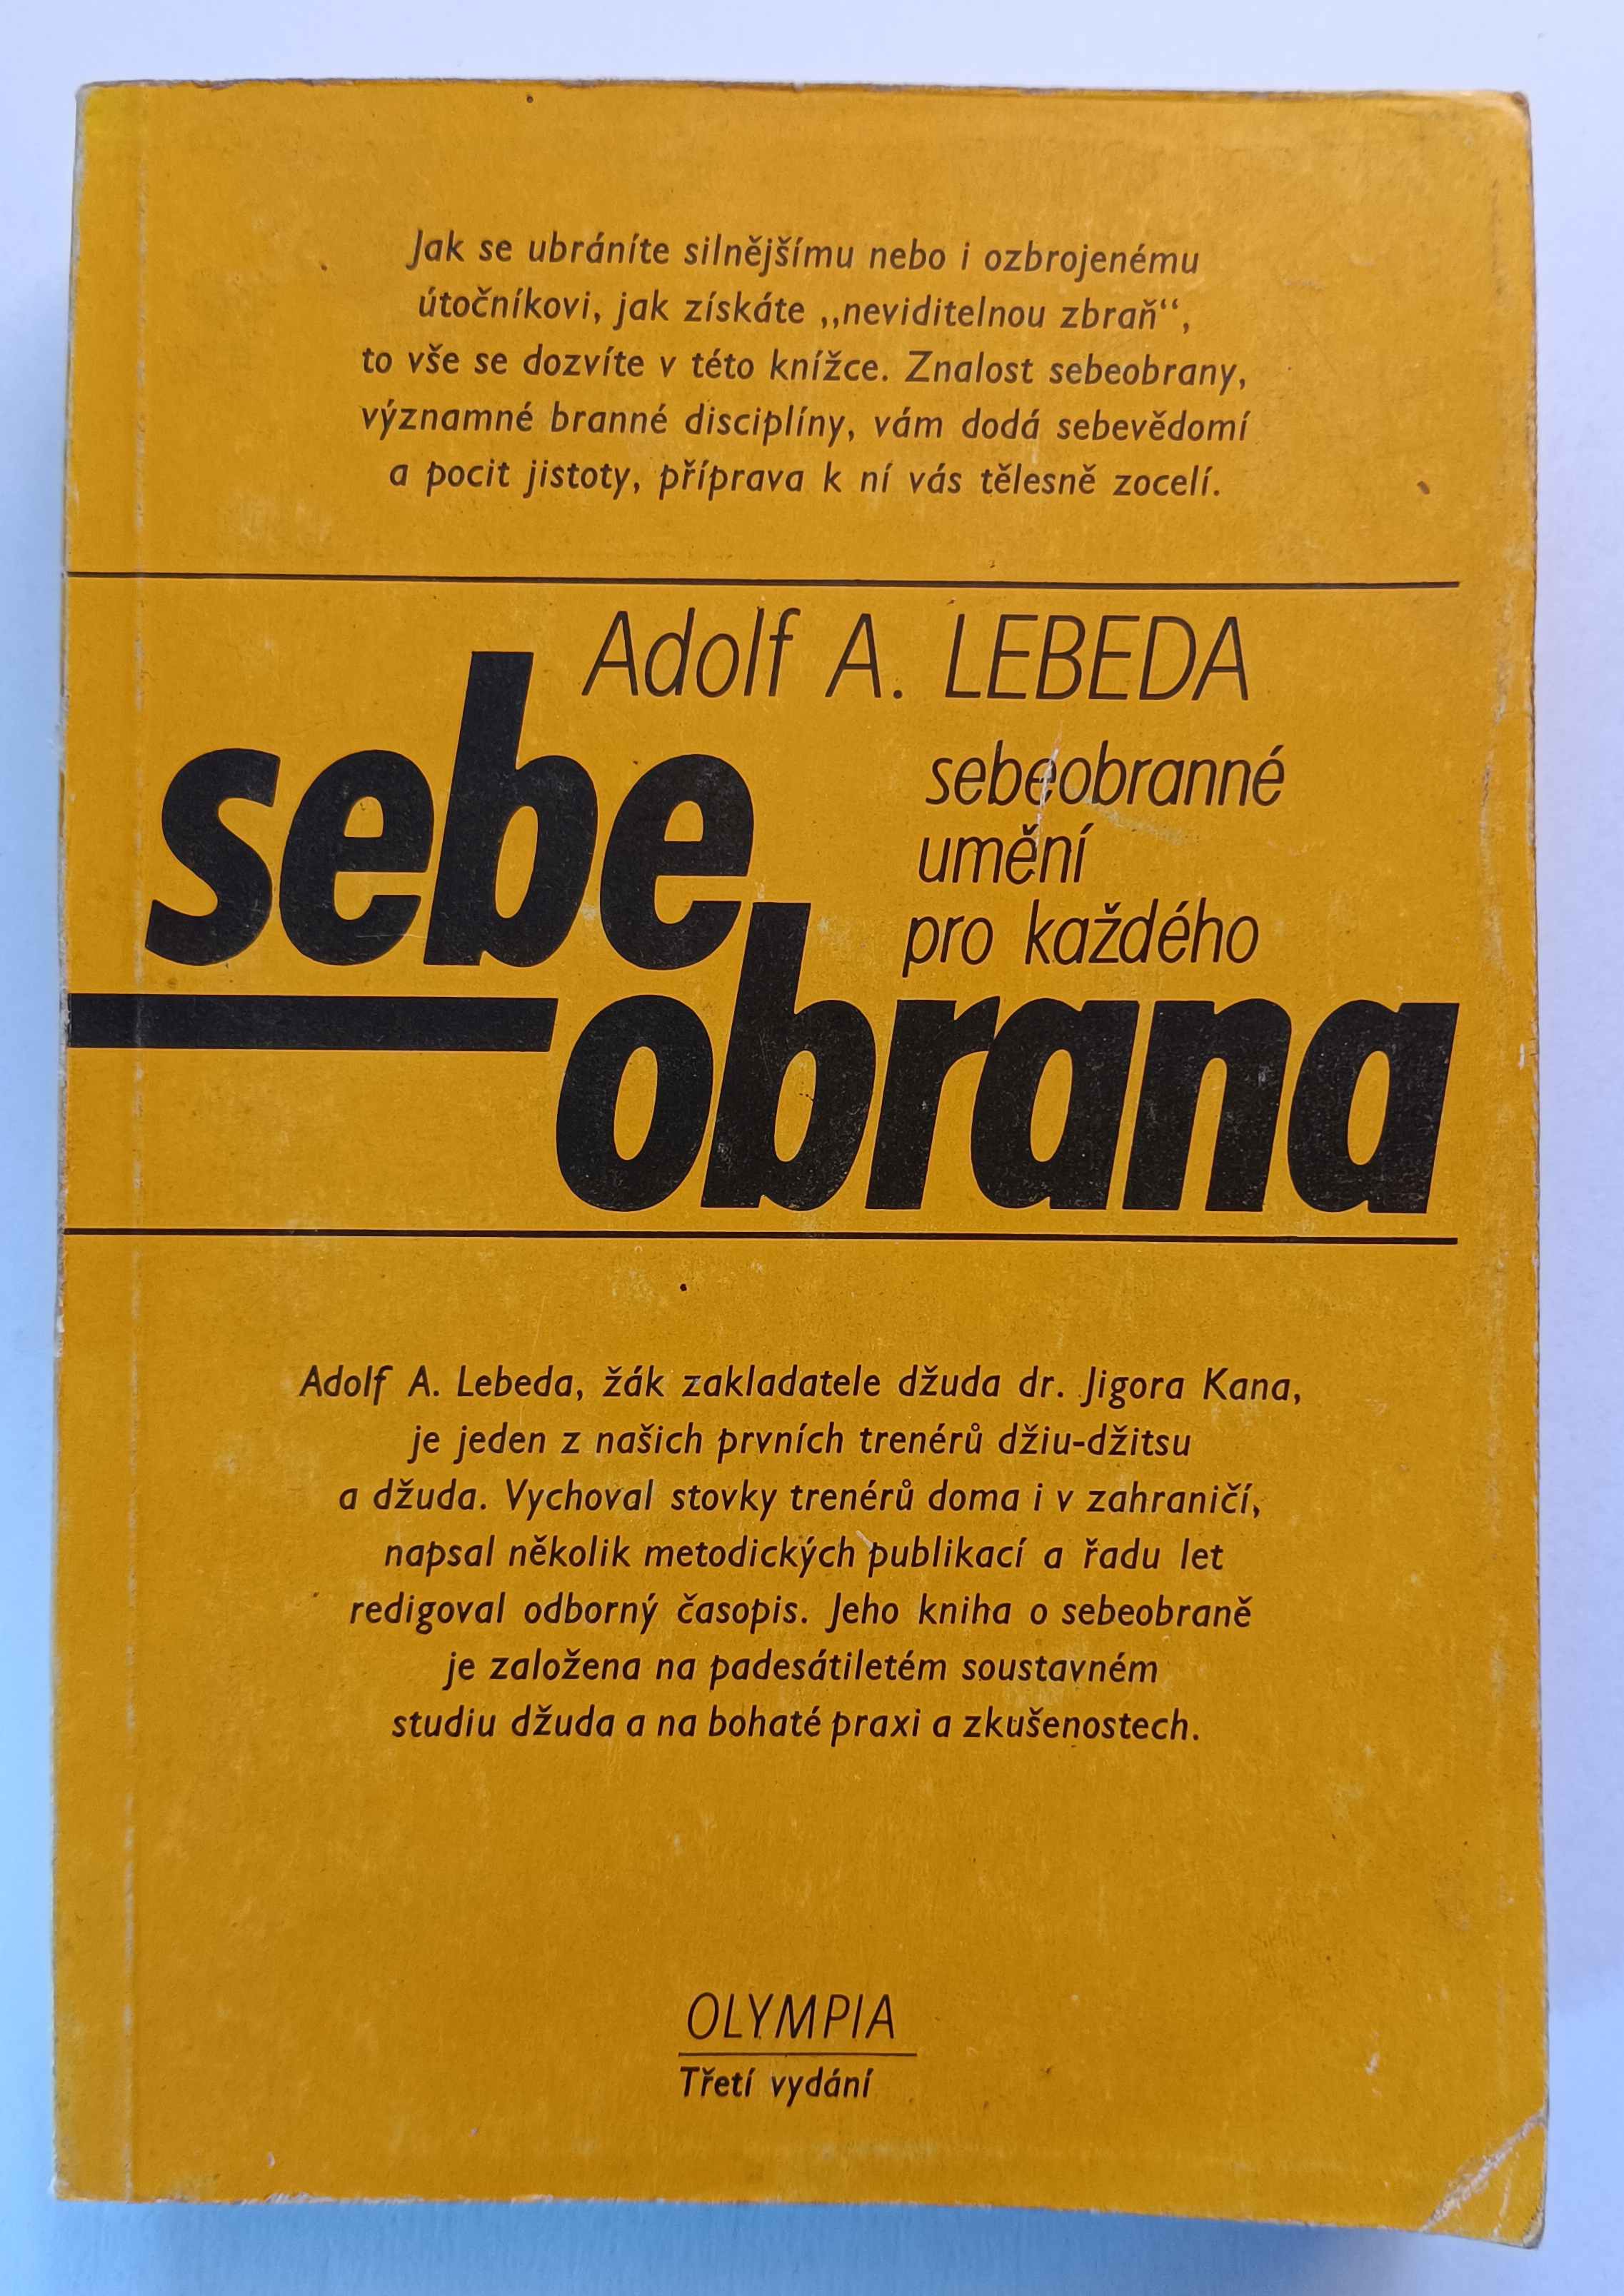 Jak se ubráníte silnějšímu nebo i ozbrojenému
útočníkovi, jak získáte „neviditelnou zbraň“,
to vše se dozvíte v této knížce. Znalost sebeobrany,
významné branné disciplíny, vám dodá sebevědomí
a pocit jistoty, příprava k ní vás tělesně zocelí.
Adolf A. LEBEDA
sebe
sebeobranné
umění
pro každého
obrana
Adolf A. Lebeda, žák zakladatele džuda dr. Jigora Kana,
je jeden z našich prvních trenérů džiu-džitsu
a džuda. Vychoval stovky trenérů doma i v zahraničí,
napsal několik metodických publikací a řadu let
redigoval odborný časopis. Jeho kniha o sebeobraně
je založena na padesátiletém soustavném
studiu džuda a na bohaté praxi a zkušenostech.
OLYMPIA
Třetí vydání